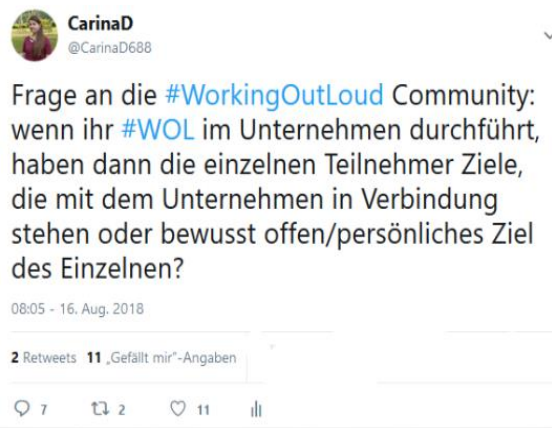 CarinaD
@CarinaD688
Frage an die #WorkingOutLoud Community:
wenn ihr #WOL im Unternehmen durchführt,
haben dann die einzelnen Teilnehmer Ziele,
die mit dem Unternehmen in Verbindung
stehen oder bewusst offen/persönliches Ziel
des Einzelnen?
08:05 - 16. Aug. 2018
2 Retweets 11 „Gefällt mir“-Angaben
7 2 11